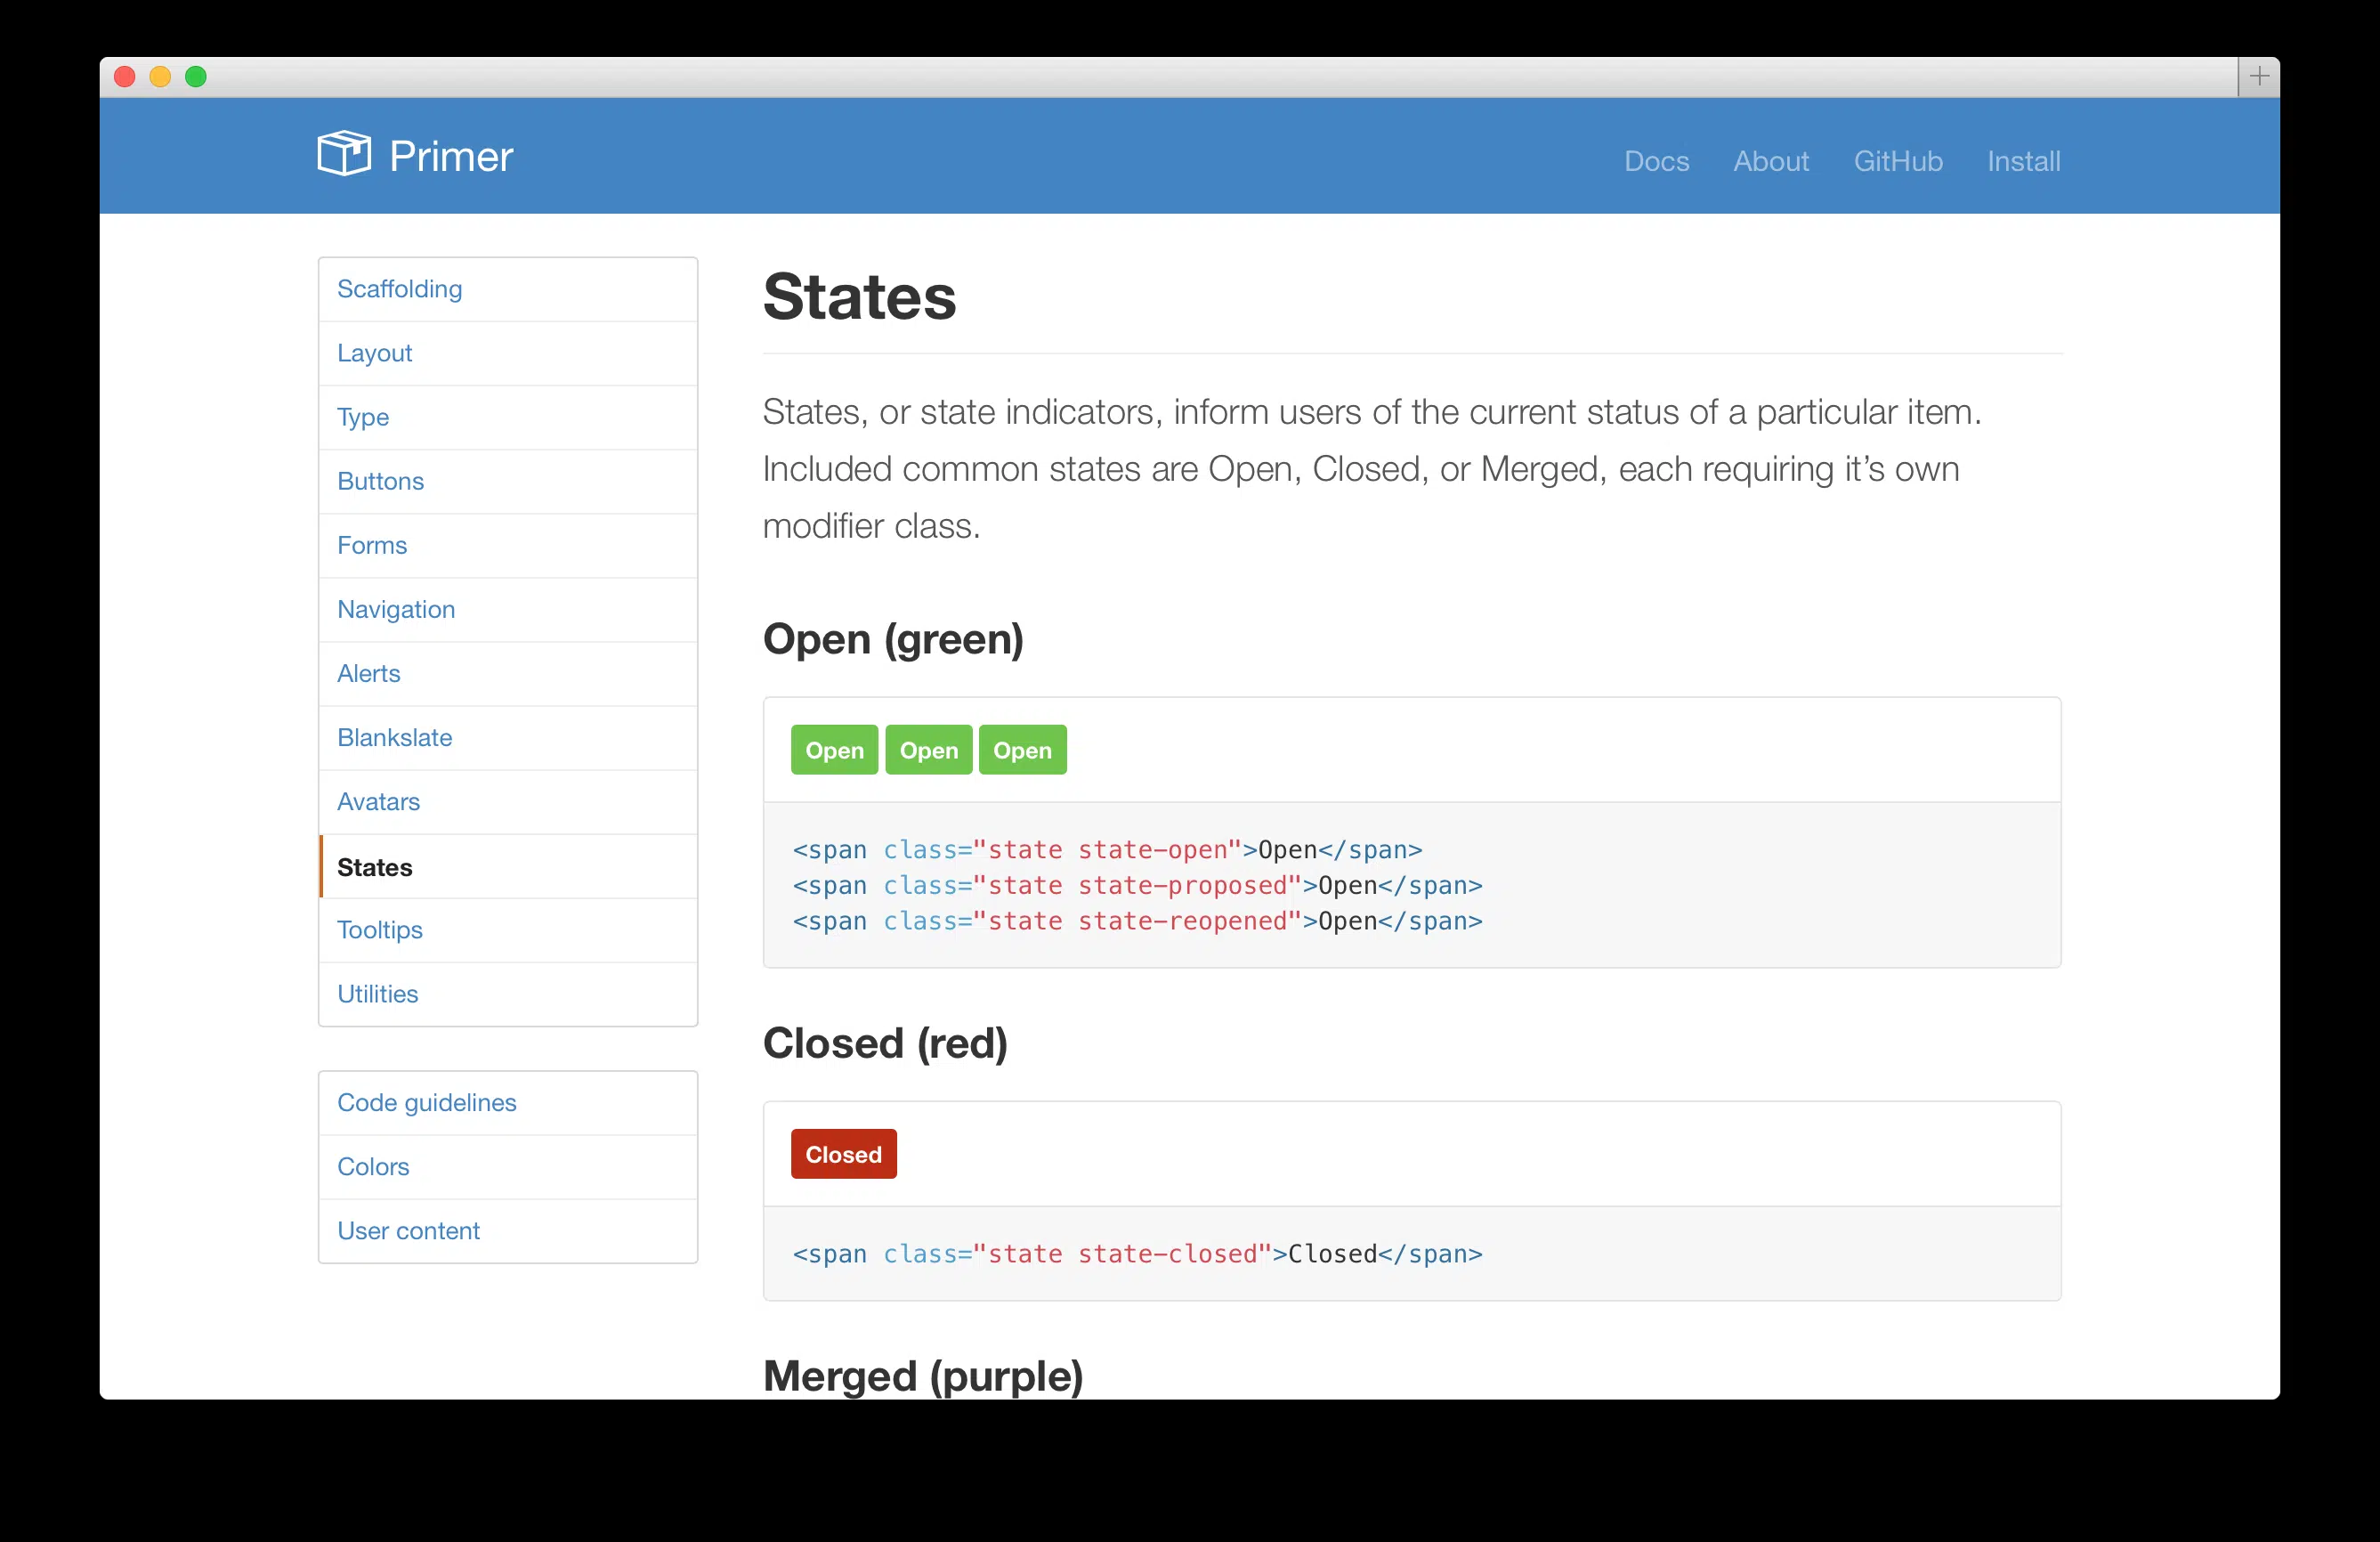 Primer
Docs About GitHub Install
Scaffolding
Layout
Type
Buttons
Forms
Navigation
Alerts
Blankslate
Avatars
States
Tooltips
Utilities
Code guidelines
Colors
User content
States
States, or state indicators, inform users of the current status of a particular item.
Included common states are Open, Closed, or Merged, each requiring it’s own
modifier class.
Open (green)
Open Open Open
<span class="state state-open">Open</span>
<span class="state state-proposed">Open</span>
<span class="state state-reopened">Open</span>
Closed (red)
Closed
<span class="state state-closed">Closed</span>
Merged (purple)